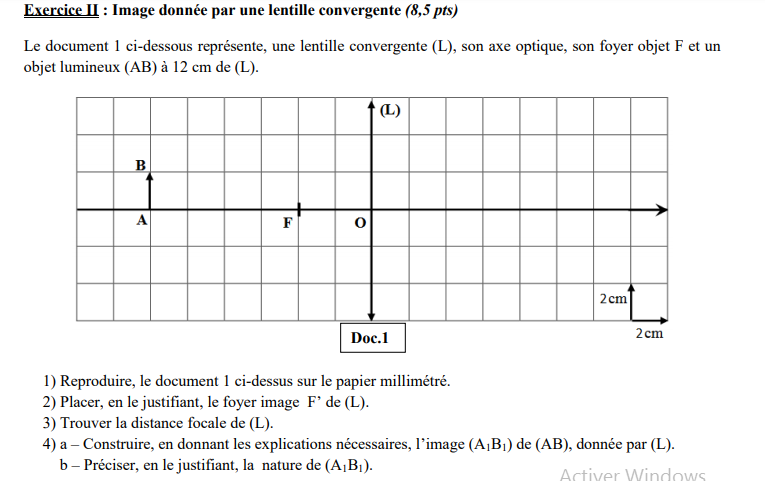 Exercice II : Image donnée par une lentille convergente (8,5 pts)
Le document 1 ci-dessous représente, une lentille convergente (L), son axe optique, son foyer objet F et un
objet lumineux (AB) à 12 cm de (L).
(L)
B
A
F
O
2cm
2cm
Doc.1
1) Reproduire, le document 1 ci-dessus sur le papier millimétré.
2) Placer, en le justifiant, le foyer image F’ de (L).
3) Trouver la distance focale de (L).
4) a – Construire, en donnant les explications nécessaires, l’image (A₁B₁) de (AB), donnée par (L).
b – Préciser, en le justifiant, la nature de (A₁B₁).
Activer Windows